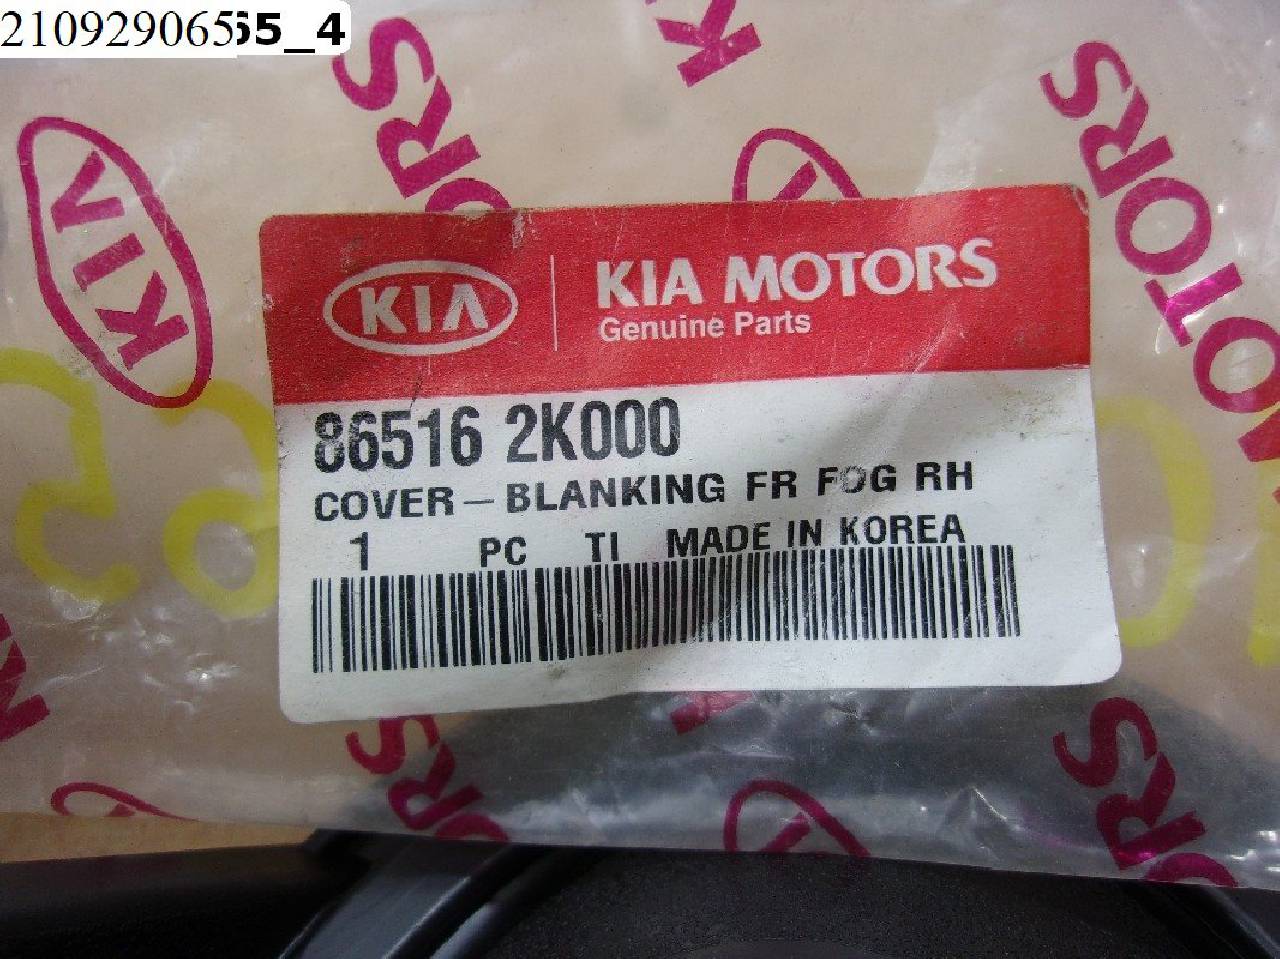 210929065
55_4
KIA
KIA MOTORS
Genuine Parts
86516 2K000
COVER – BLANKING FR FOG RH
1 PC TI MADE IN KOREA
KIA
MOTORS